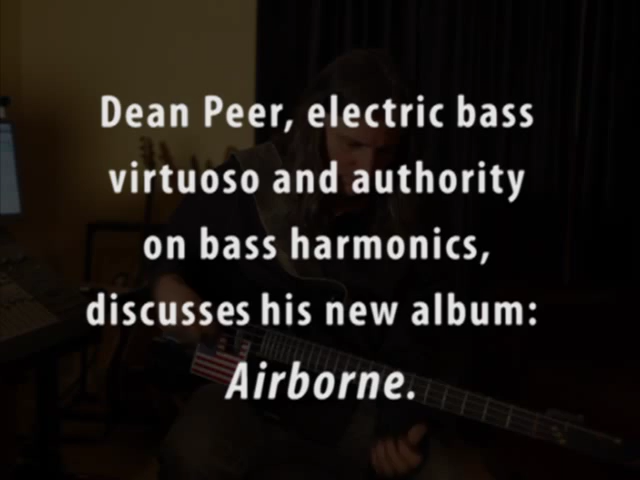 Dean Peer, electric bass
virtuoso and authority
on bass harmonics,
discusses his new album:
Airborne.